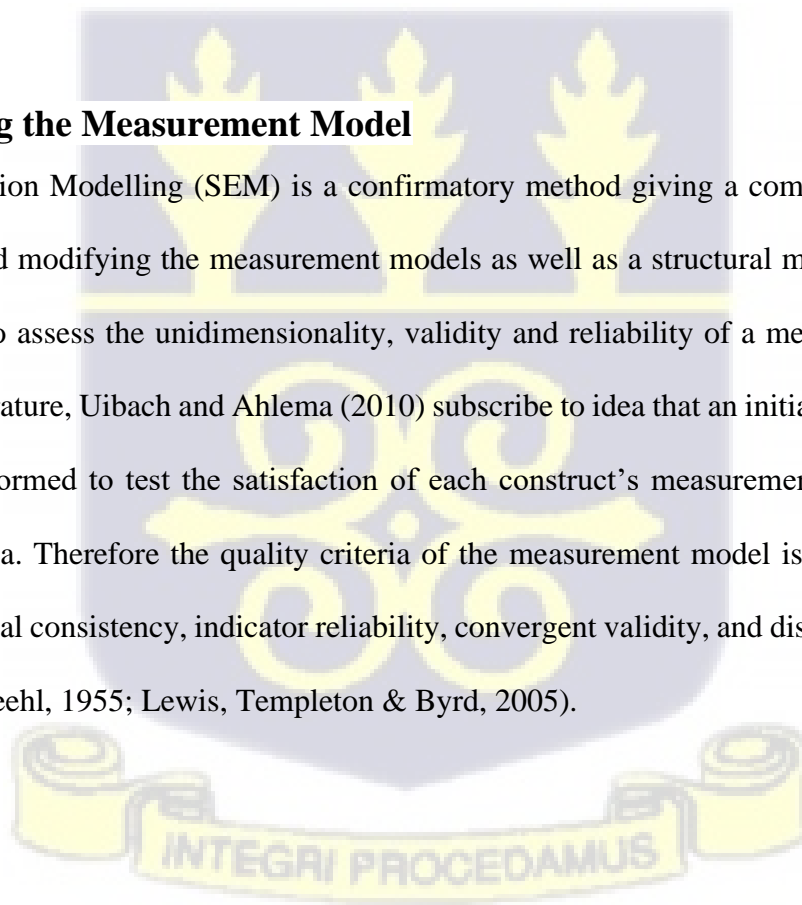 g the Measurement Model
ion Modelling (SEM) is a confirmatory method giving a com
d modifying the measurement models as well as a structural m
o assess the unidimensionality, validity and reliability of a me
rature, Uibach and Ahlema (2010) subscribe to idea that an initia
ormed to test the satisfaction of each construct’s measuremen
a. Therefore the quality criteria of the measurement model is
al consistency, indicator reliability, convergent validity, and dis
eehl, 1955; Lewis, Templeton & Byrd, 2005).
INTEGRI PROCEDAMUS